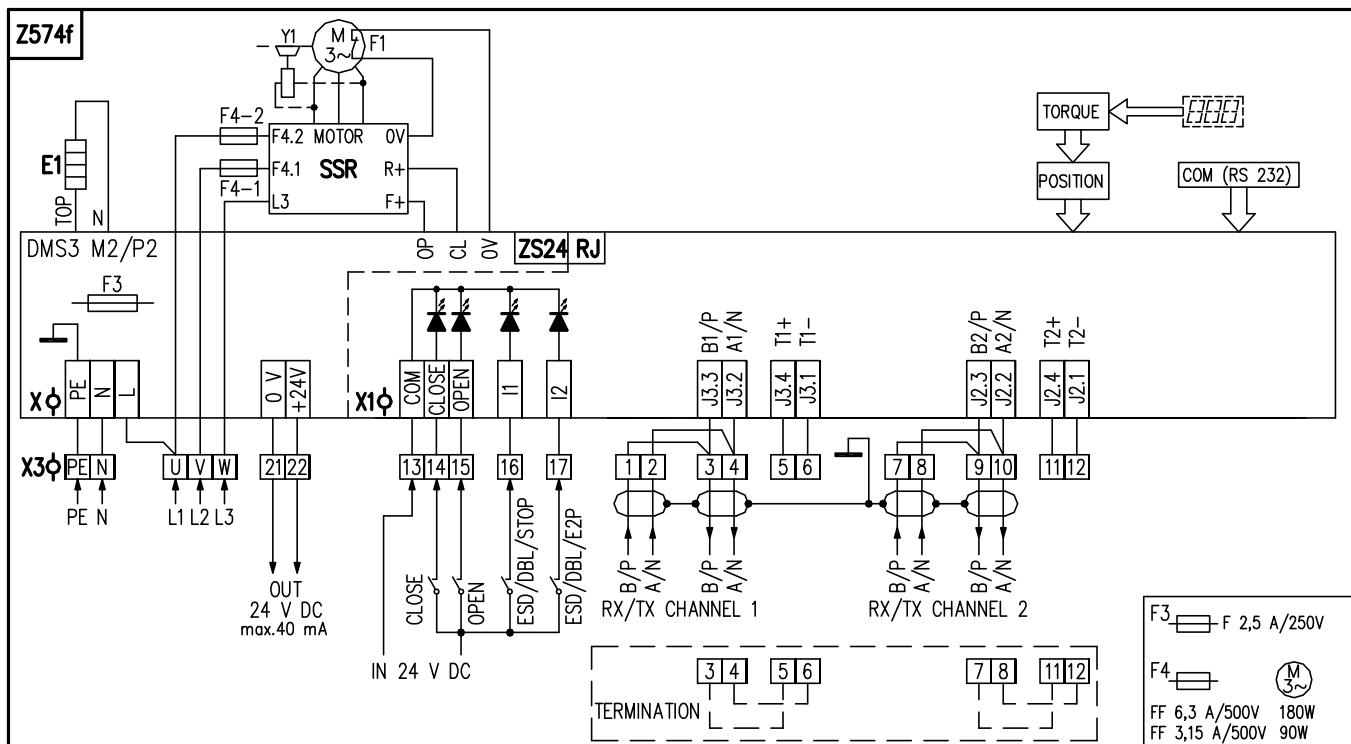 Z574f
Y1
M
3~
F1
F4-2
F4.2 MOTOR 0V
E1
F4.1 SSR R+
F4-1
L3 F+
TORQUE
POSITION
COM (RS 232)
TOP
N
OP
CL
0V
DMS3 M2/P2
ZS24 RJ
F3
B1/P
A1/N
T1+
T1-
B2/P
A2/N
T2+
T2-
X
PE
N
L
0 V
+24V
X1
COM
CLOSE
OPEN
I1
I2
J3.3
J3.2
J3.4
J3.1
J2.3
J2.2
J2.4
J2.1
X3
PE N
U V W
21 22
13 14 15
16
17
1 2
3 4
5 6
7 8
9 10
11 12
PE N
L1 L2 L3
OUT
24 V DC
max.40 mA
CLOSE
OPEN
ESD/DBL/STOP
ESD/DBL/E2P
IN 24 V DC
B/P
A/N
B/P
A/N
RX/TX CHANNEL 1
B/P
A/N
B/P
A/N
RX/TX CHANNEL 2
TERMINATION
3 4
5 6
7 8
11 12
F3 F 2,5 A/250V
F4
M
3~
FF 6,3 A/500V 180W
FF 3,15 A/500V 90W